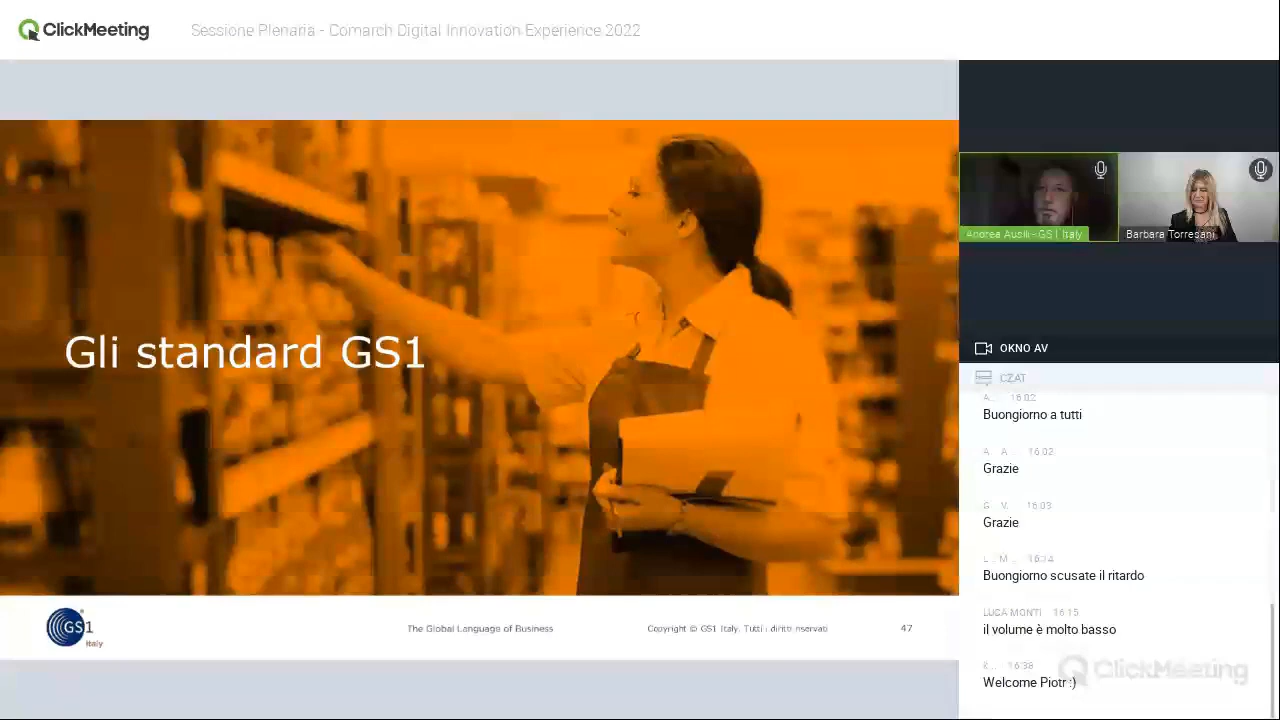 ClickMeeting
Sessione Plenaria - Comarch Digital Innovation Experience 2022
Gli standard GS1
GS1
Italy
The Global Language of Business
Copyright © GS1 Italy. Tutti i diritti riservati
47
Andrea Ausili - GS1 Italy
Barbara Torresani
OKNO AV
CZAT
A... 16:02
Buongiorno a tutti
A... A... 16:02
Grazie
G... V... 16:03
Grazie
L... M... 16:14
Buongiorno scusate il ritardo
LUCA MONTI 16:15
il volume è molto basso
K... 16:38
Welcome Piotr :)
ClickMeeting